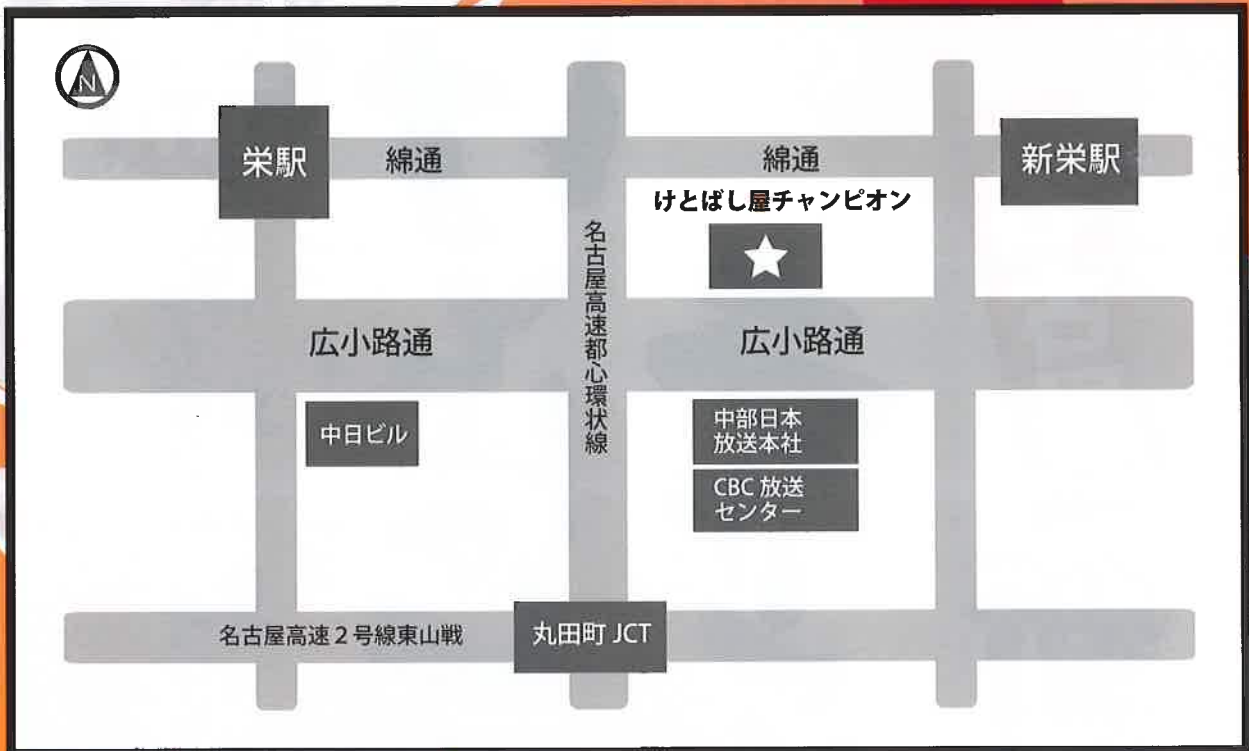 N
栄駅
綿通
綿通
新栄駅
けとばし屋チャンピオン
名古屋高速都心環状線
広小路通
広小路通
中日ビル
中部日本
放送本社
CBC 放送
センター
名古屋高速2号線東山戦
丸田町 JCT